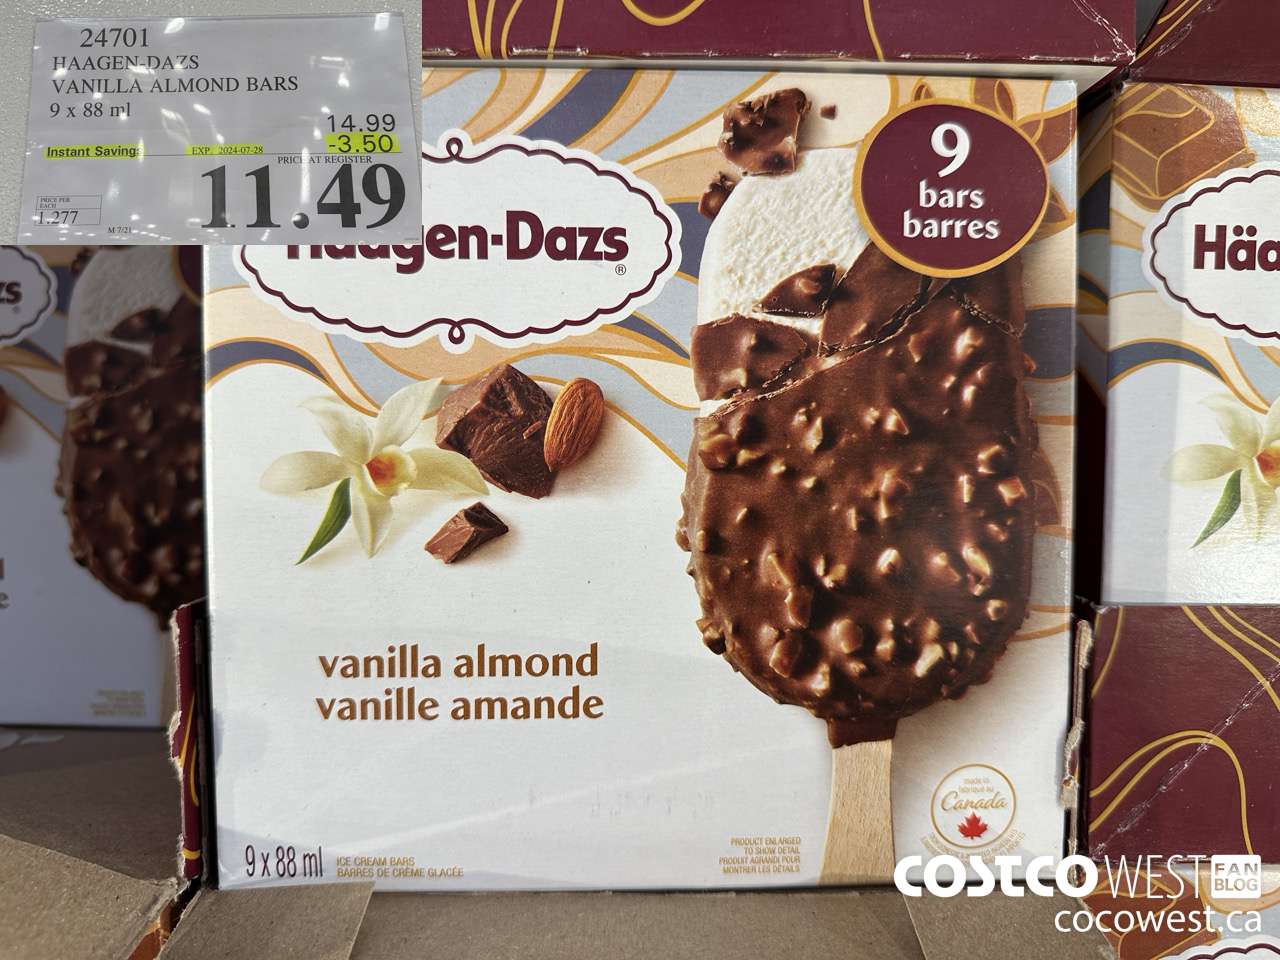 24701
HAAGEN-DAZS
VANILLA ALMOND BARS
9 x 88 ml
14.99
Instant Savings EXP. 2024-07-28 -3.50
PRICE AT REGISTER
11.49
PRICE PER
EACH
1.277
M 7/21
Häagen-Dazs
®
9
bars
barres
Häa
zs
vanilla almond
vanille amande
made in
fabriqué au
Canada
9 x 88 ml
ICE CREAM BARS
BARRES DE CRÈME GLACÉE
PRODUCT ENLARGED
TO SHOW DETAIL
PRODUIT AGRANDI POUR
MONTRER LES DÉTAILS
COSTCO WEST FAN BLOG
cocowest.ca